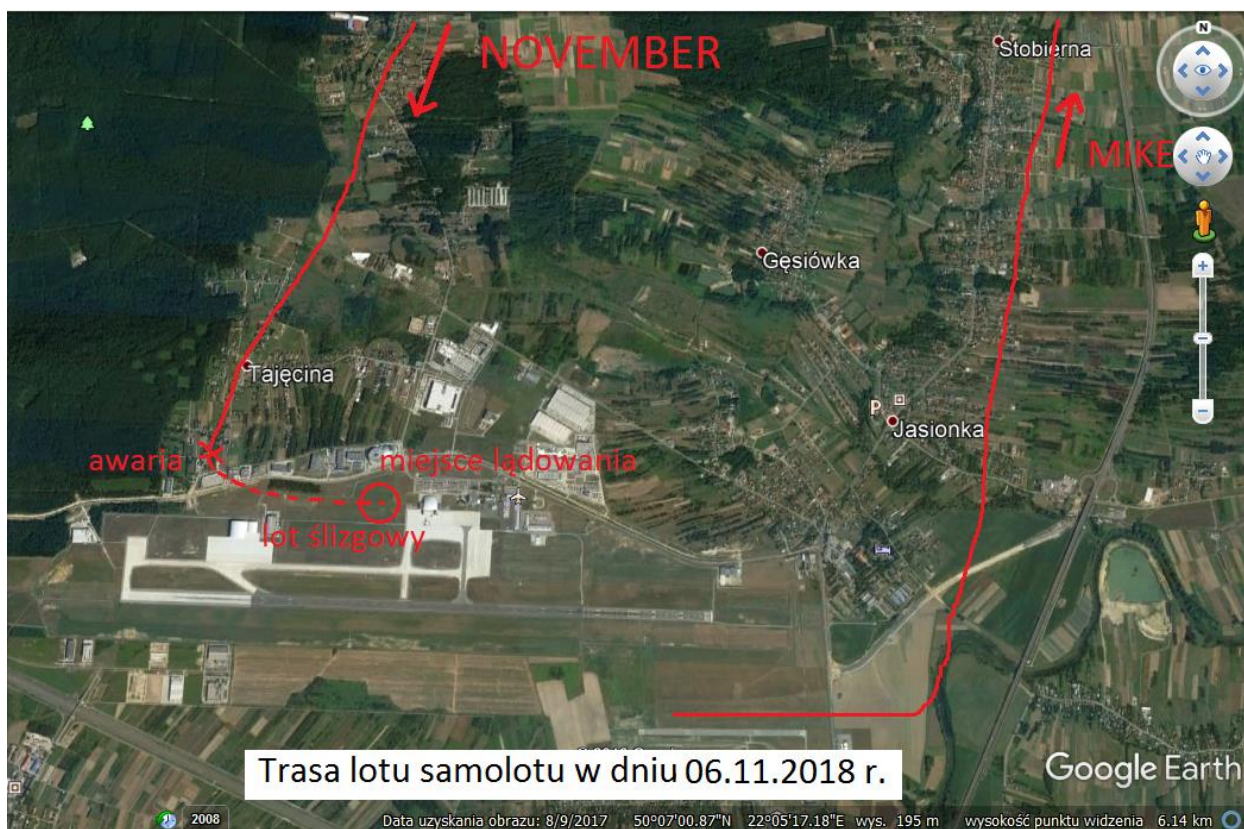 NOVEMBER
N
Stobierna
MIKE
Gęsiówka
Tajęcina
P
Jasionka
awaria
miejsce lądowania
lot ślizgowy
Trasa lotu samolotu w dniu 06.11.2018 r.
Google Earth
2008
Data uzyskania obrazu: 8/9/2017 50°07'00.87"N 22°05'17.18"E wys. 195 m wysokość punktu widzenia 6.14 km